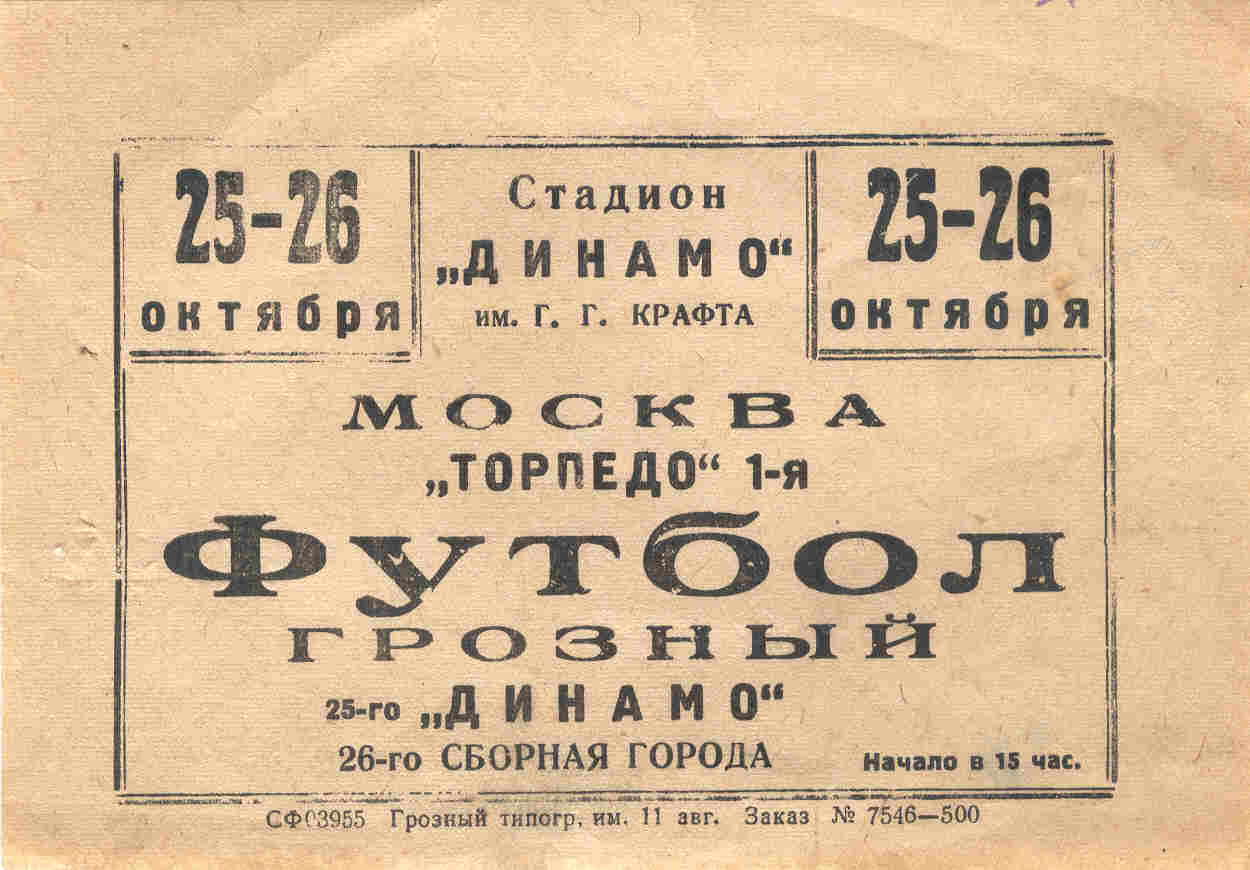 25-26
октября
Стадион
„ДИНАМО“
им. Г. Г. КРАФТА
25-26
октября
МОСКВА
„ТОРПЕДО“ 1-я
ФУТБОЛ
ГРОЗНЫЙ
25-го „ДИНАМО“
26-го СБОРНАЯ ГОРОДА
Начало в 15 час.
СФ03955 Грозный типогр, им. 11 авг. Заказ № 7546—500